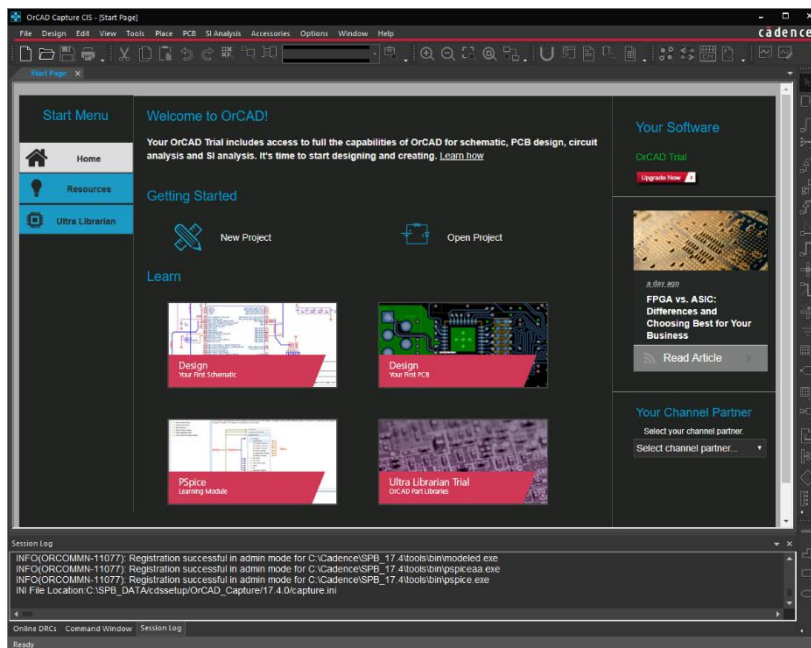 OrCAD Capture CIS - [Start Page]
File Design Edit View Tools Place PCB SI Analysis Accessories Options Window Help
cādence
Start Page
Start Menu
Home
Resources
Ultra Librarian
Welcome to OrCAD!
Your OrCAD Trial includes access to full the capabilities of OrCAD for schematic, PCB design, circuit
analysis and SI analysis. It's time to start designing and creating. Learn how
Getting Started
New Project
Open Project
Learn
Design
Your First Schematic
Design
Your First PCB
PSpice
Learning Module
Ultra Librarian Trial
OrCAD Part Libraries
Your Software
OrCAD Trial
Upgrade Now
a day ago
FPGA vs. ASIC:
Differences and
Choosing Best for Your
Business
Read Article
Your Channel Partner
Select your channel partner.
Select channel partner...
Session Log
INFO(ORCOMMN-11077): Registration successful in admin mode for C:\Cadence\SPB_17.4\tools\bin\modeled.exe
INFO(ORCOMMN-11077): Registration successful in admin mode for C:\Cadence\SPB_17.4\tools\bin\pspiceaa.exe
INFO(ORCOMMN-11077): Registration successful in admin mode for C:\Cadence\SPB_17.4\tools\bin\pspice.exe
INI File Location:C:\SPB_DATA/cdssetup/OrCAD_Capture/17.4.0/capture.ini
Online DRCs Command Window Session Log
Ready